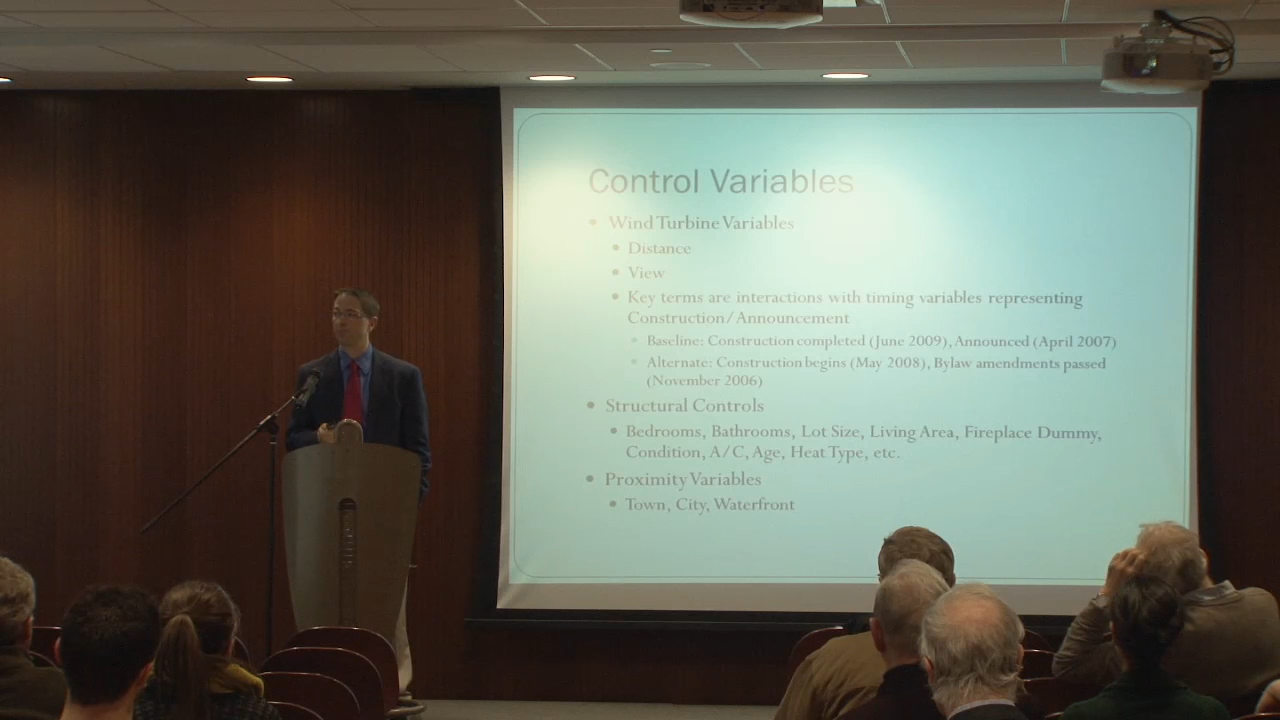 Control Variables
• Wind Turbine Variables
• Distance
• View
• Key terms are interactions with timing variables representing
Construction/Announcement
• Baseline: Construction completed (June 2009), Announced (April 2007)
• Alternate: Construction begins (May 2008), Bylaw amendments passed
(November 2006)
• Structural Controls
• Bedrooms, Bathrooms, Lot Size, Living Area, Fireplace Dummy,
Condition, A/C, Age, Heat Type, etc.
• Proximity Variables
• Town, City, Waterfront